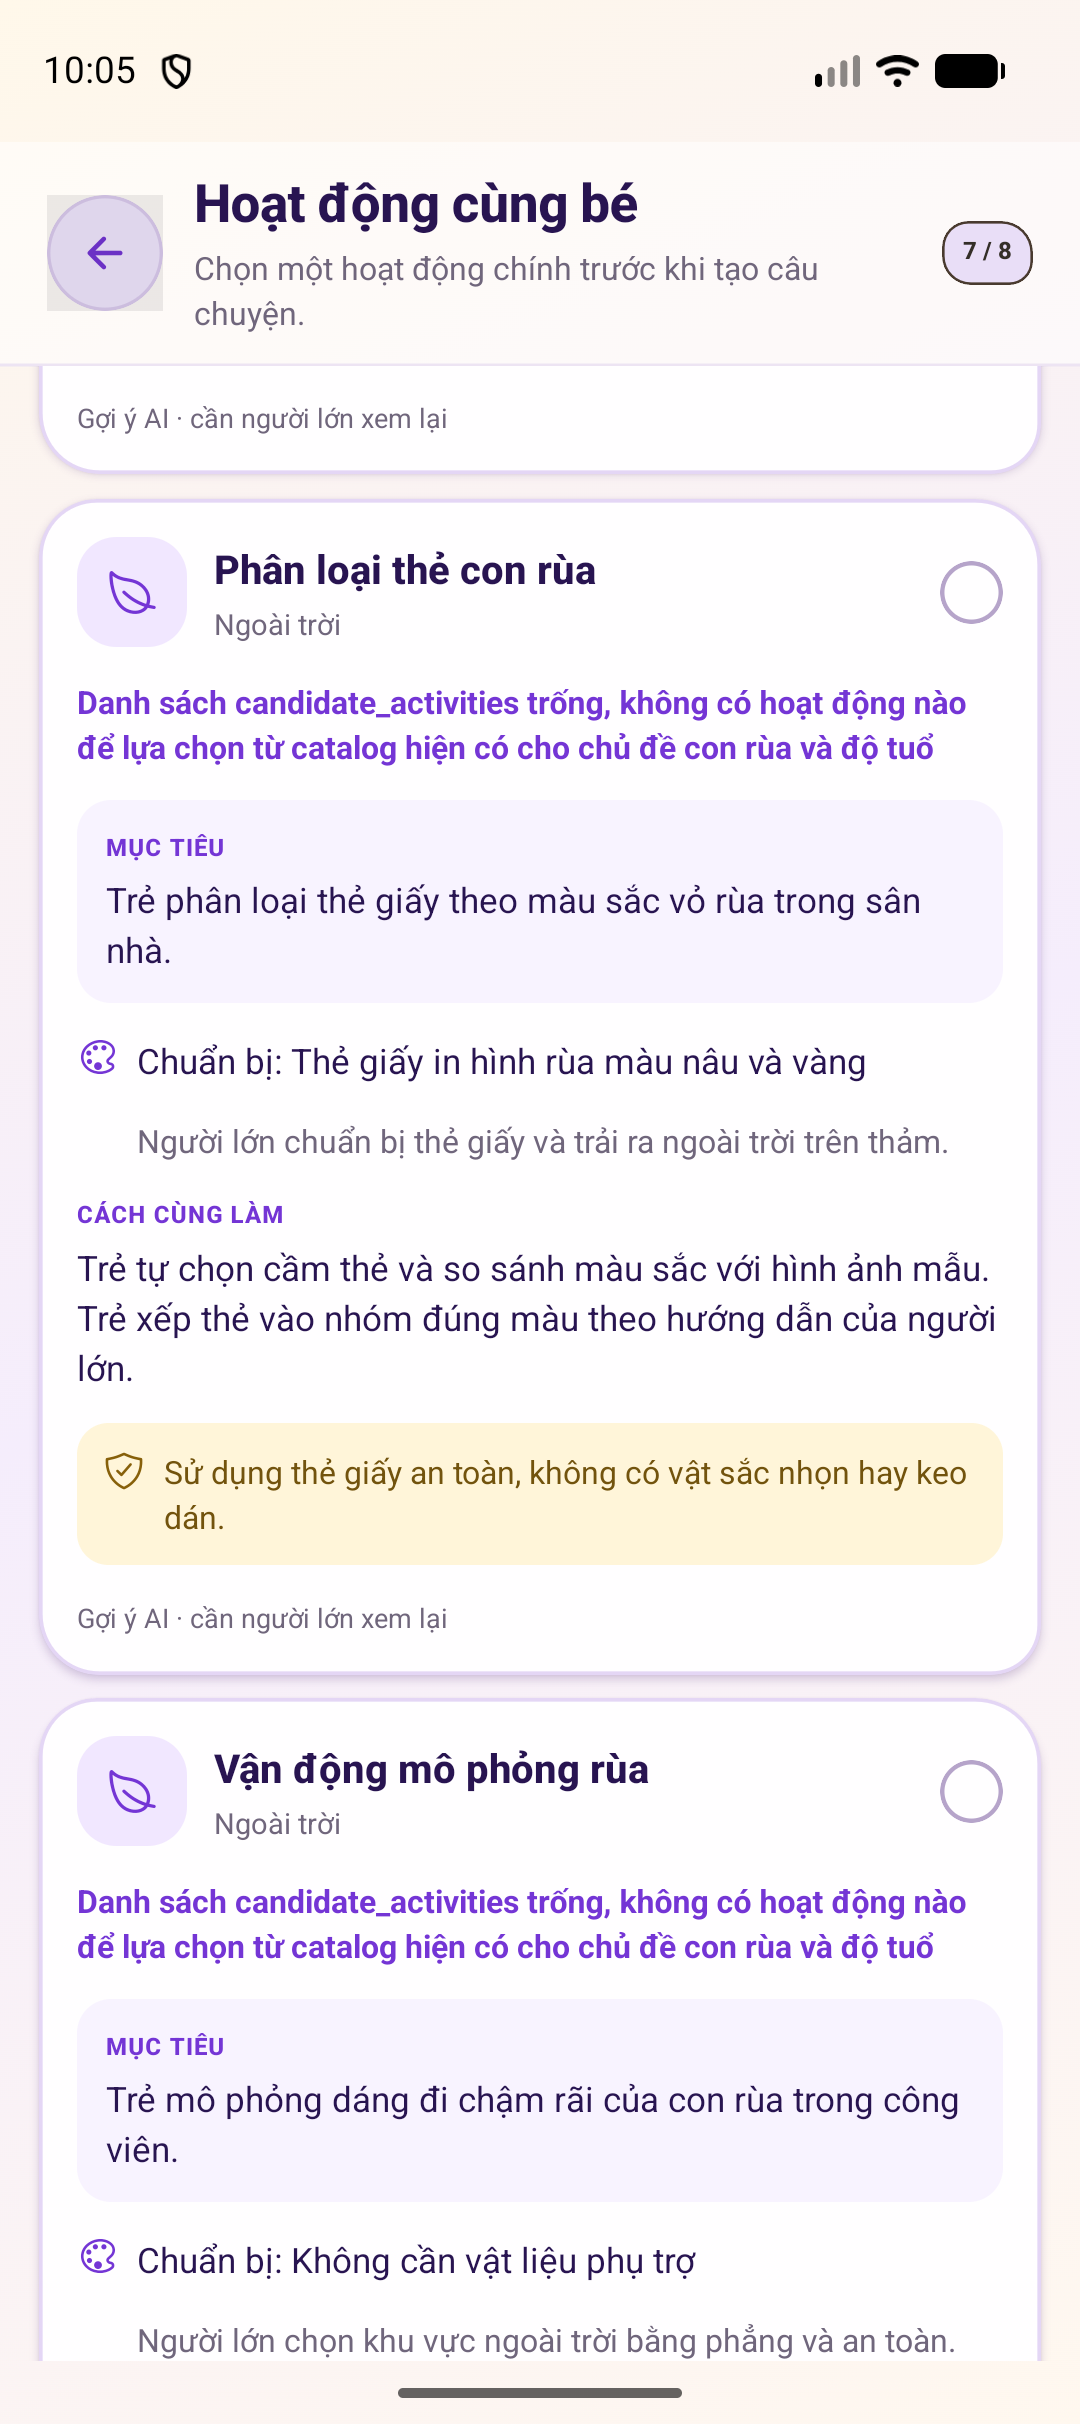 10:05
Hoạt động cùng bé
Chọn một hoạt động chính trước khi tạo câu
chuyện.
7 / 8
Gợi ý AI · cần người lớn xem lại
Phân loại thẻ con rùa
Ngoài trời
Danh sách candidate_activities trống, không có hoạt động nào
để lựa chọn từ catalog hiện có cho chủ đề con rùa và độ tuổ
MỤC TIÊU
Trẻ phân loại thẻ giấy theo màu sắc vỏ rùa trong sân
nhà.
Chuẩn bị: Thẻ giấy in hình rùa màu nâu và vàng
Người lớn chuẩn bị thẻ giấy và trải ra ngoài trời trên thảm.
CÁCH CÙNG LÀM
Trẻ tự chọn cầm thẻ và so sánh màu sắc với hình ảnh mẫu.
Trẻ xếp thẻ vào nhóm đúng màu theo hướng dẫn của người
lớn.
Sử dụng thẻ giấy an toàn, không có vật sắc nhọn hay keo
dán.
Gợi ý AI · cần người lớn xem lại
Vận động mô phỏng rùa
Ngoài trời
Danh sách candidate_activities trống, không có hoạt động nào
để lựa chọn từ catalog hiện có cho chủ đề con rùa và độ tuổ
MỤC TIÊU
Trẻ mô phỏng dáng đi chậm rãi của con rùa trong công
viên.
Chuẩn bị: Không cần vật liệu phụ trợ
Người lớn chọn khu vực ngoài trời bằng phẳng và an toàn.